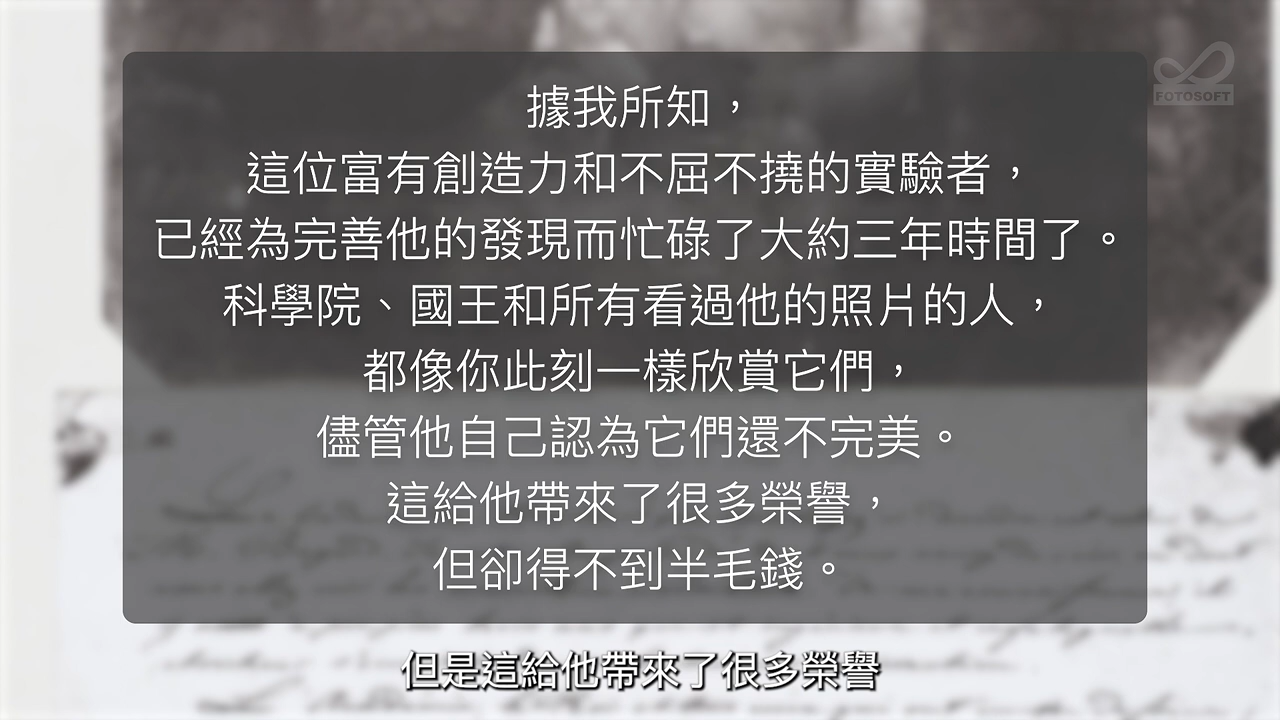 據我所知，
這位富有創造力和不屈不撓的實驗者，
已經為完善他的發現而忙碌了大約三年時間了。
科學院、國王和所有看過他的照片的人，
都像你此刻一樣欣賞它們，
儘管他自己認為它們還不完美。
這給他帶來了很多榮譽，
但卻得不到半毛錢。
但是這給他帶來了很多榮譽
FOTOSOFT